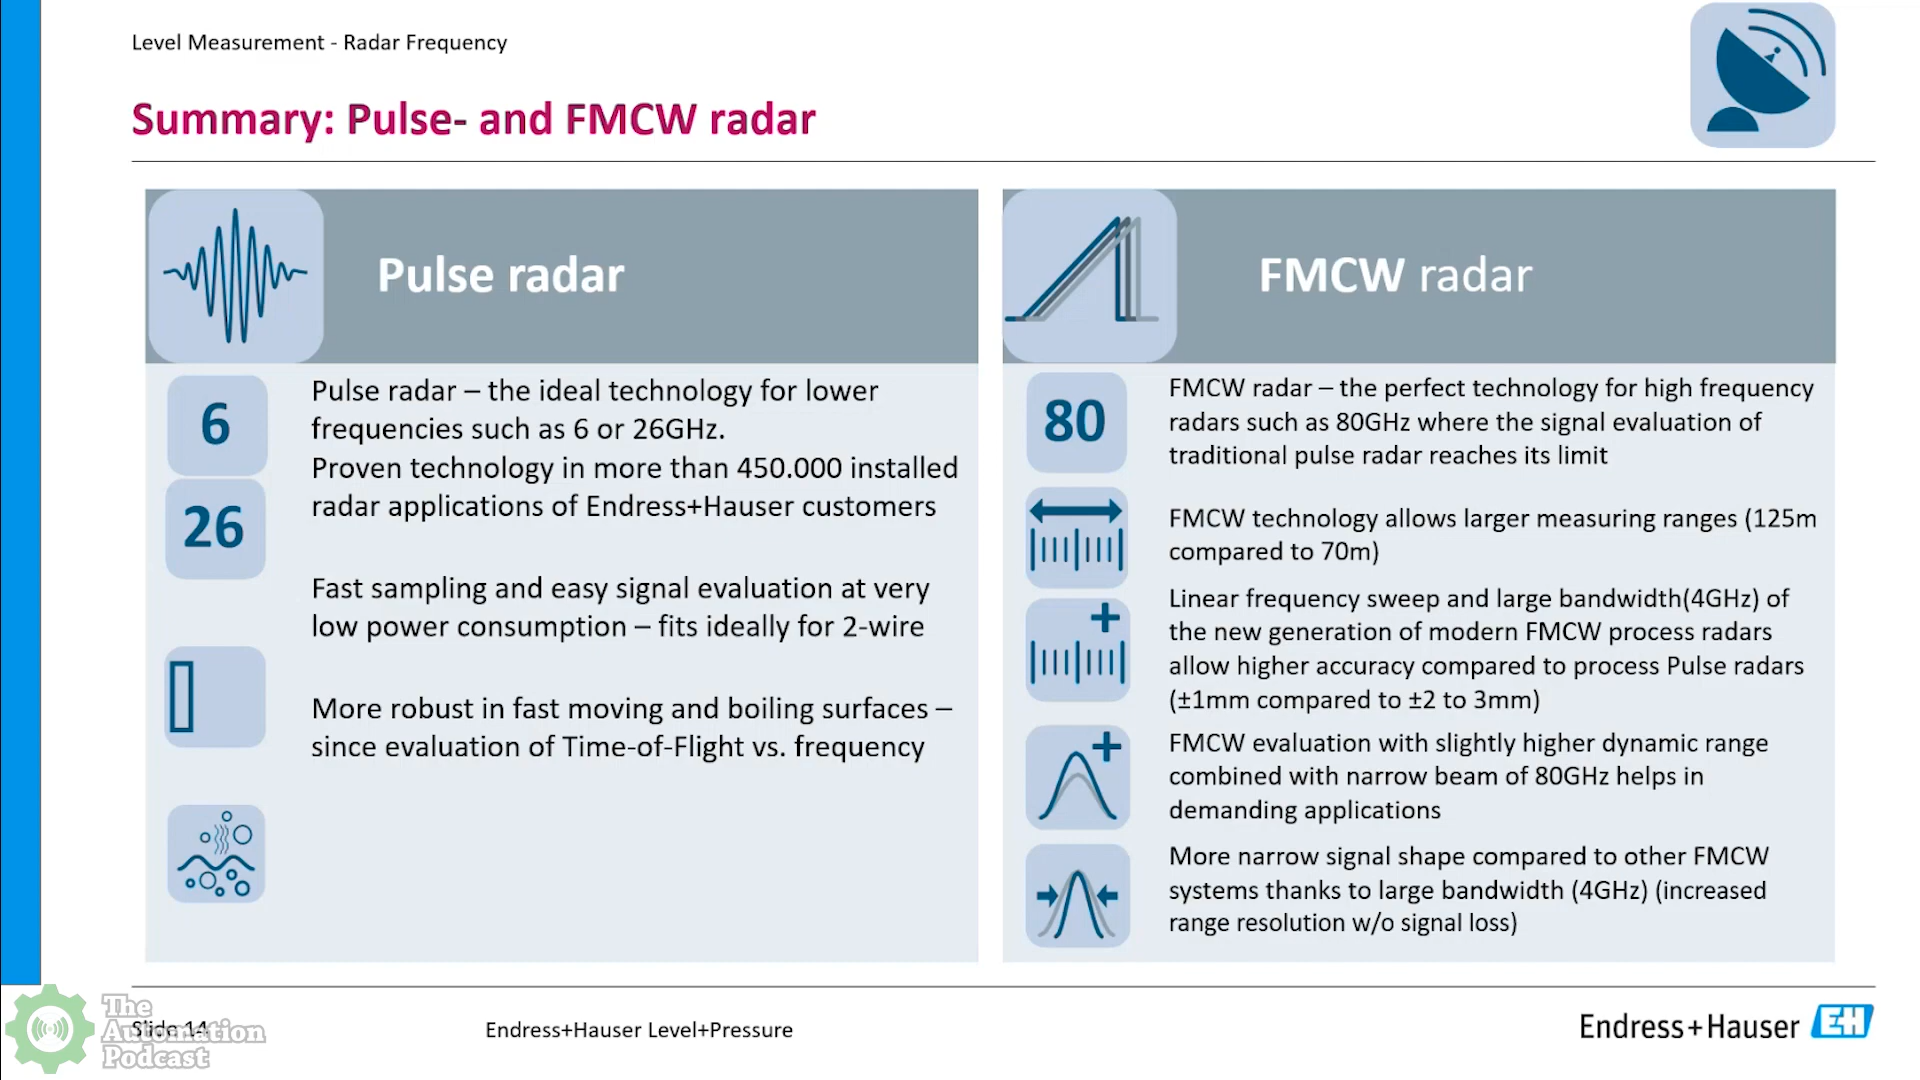 Level Measurement - Radar Frequency
Summary: Pulse- and FMCW radar
Pulse radar
6
26
Pulse radar – the ideal technology for lower
frequencies such as 6 or 26GHz.
Proven technology in more than 450.000 installed
radar applications of Endress+Hauser customers
Fast sampling and easy signal evaluation at very
low power consumption – fits ideally for 2-wire
More robust in fast moving and boiling surfaces –
since evaluation of Time-of-Flight vs. frequency
FMCW radar
80
FMCW radar – the perfect technology for high frequency
radars such as 80GHz where the signal evaluation of
traditional pulse radar reaches its limit
FMCW technology allows larger measuring ranges (125m
compared to 70m)
Linear frequency sweep and large bandwidth(4GHz) of
the new generation of modern FMCW process radars
allow higher accuracy compared to process Pulse radars
(±1mm compared to ±2 to 3mm)
FMCW evaluation with slightly higher dynamic range
combined with narrow beam of 80GHz helps in
demanding applications
More narrow signal shape compared to other FMCW
systems thanks to large bandwidth (4GHz) (increased
range resolution w/o signal loss)
The
Automation
Podcast
Slide 14
Endress+Hauser Level+Pressure
Endress+Hauser
EH